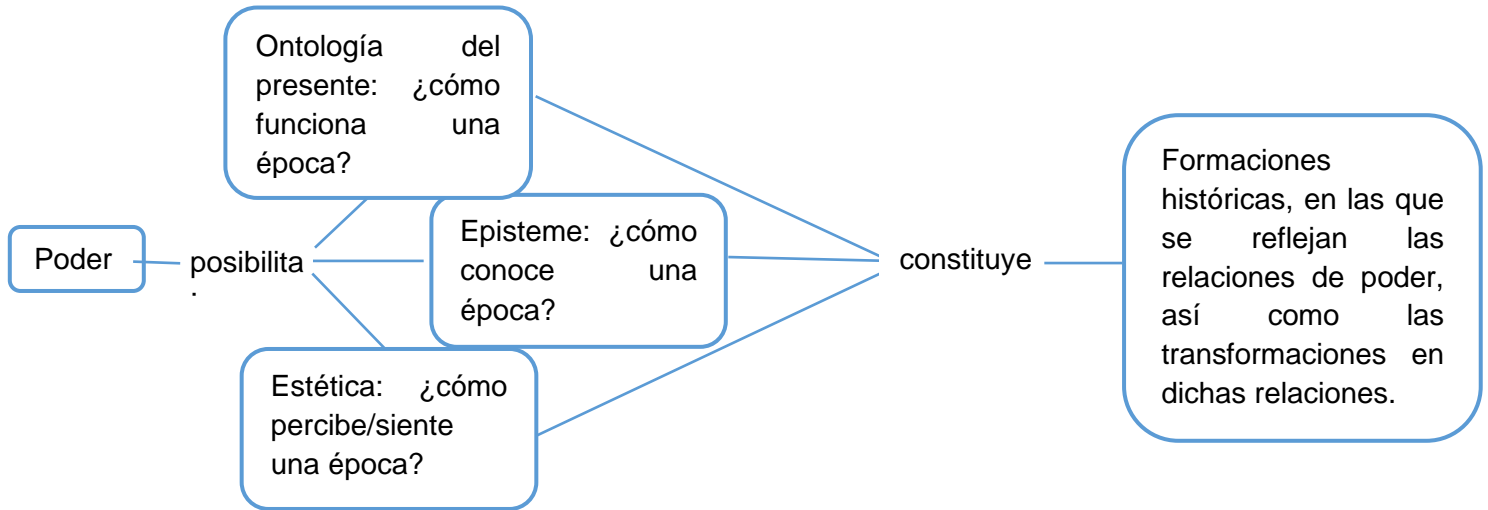 Ontología del
presente: ¿cómo
funciona una
época?
Poder
posibilita
.
Episteme: ¿cómo
conoce una
época?
Estética: ¿cómo
percibe/siente
una época?
constituye
Formaciones
históricas, en las que
se reflejan las
relaciones de poder,
así como las
transformaciones en
dichas relaciones.